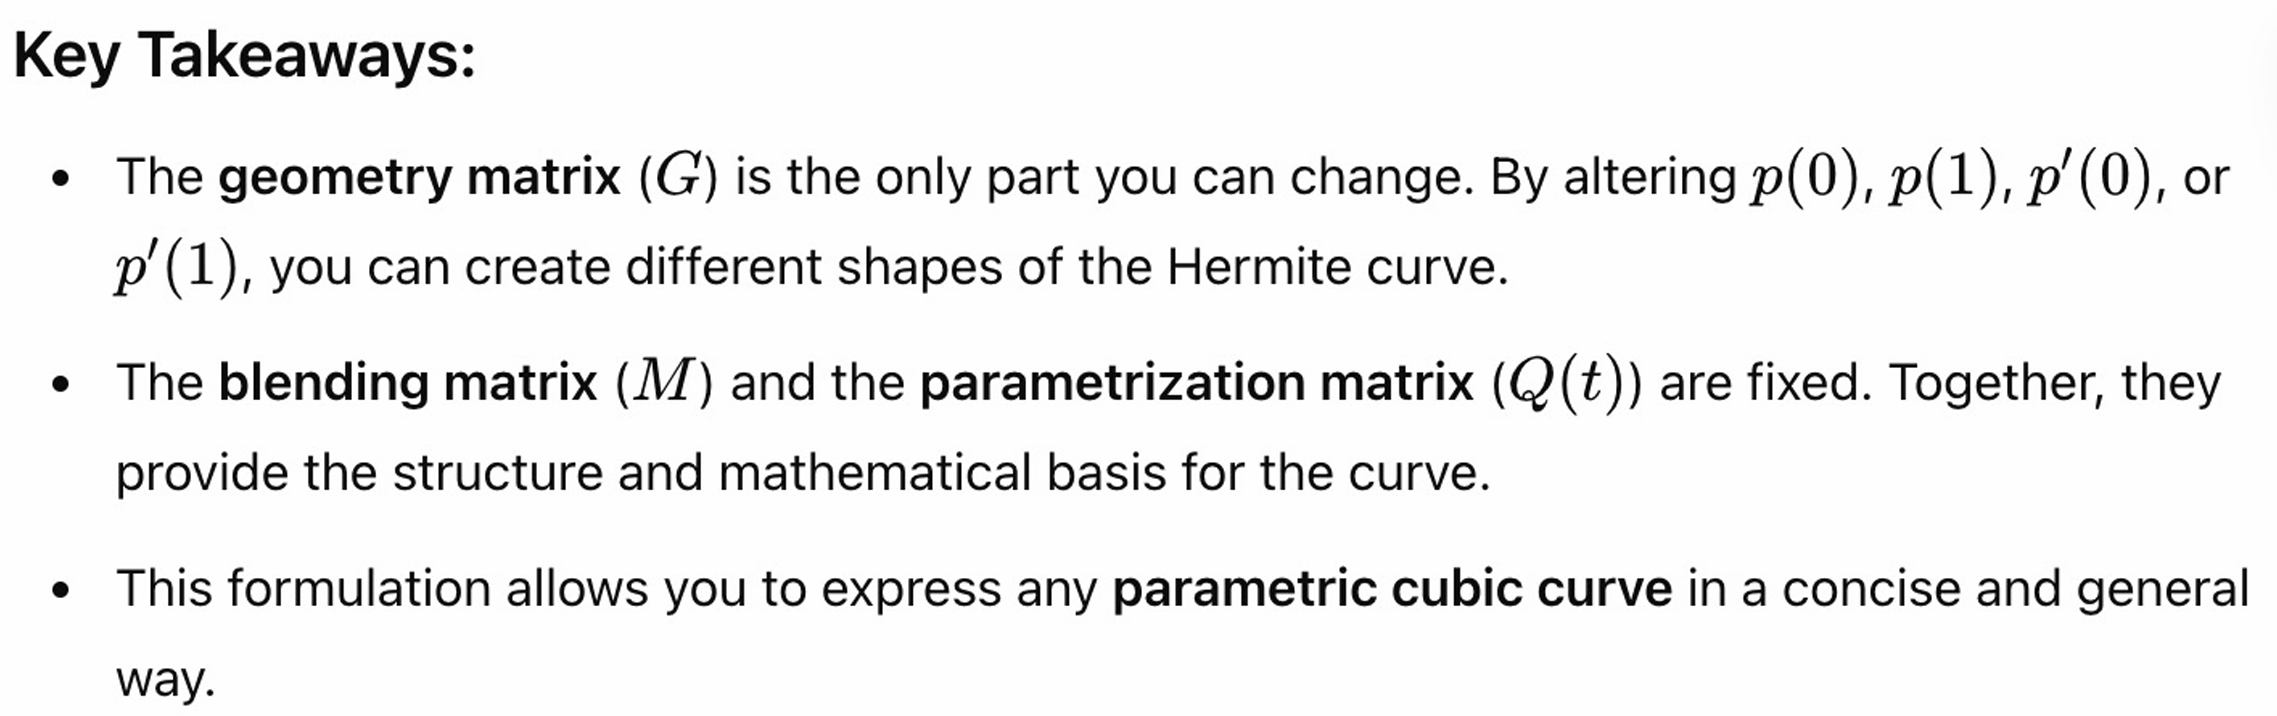 Key Takeaways:
• The geometry matrix (G) is the only part you can change. By altering p(0), p(1), p′(0), or
p′(1), you can create different shapes of the Hermite curve.
• The blending matrix (M) and the parametrization matrix (Q(t)) are fixed. Together, they
provide the structure and mathematical basis for the curve.
• This formulation allows you to express any parametric cubic curve in a concise and general
way.